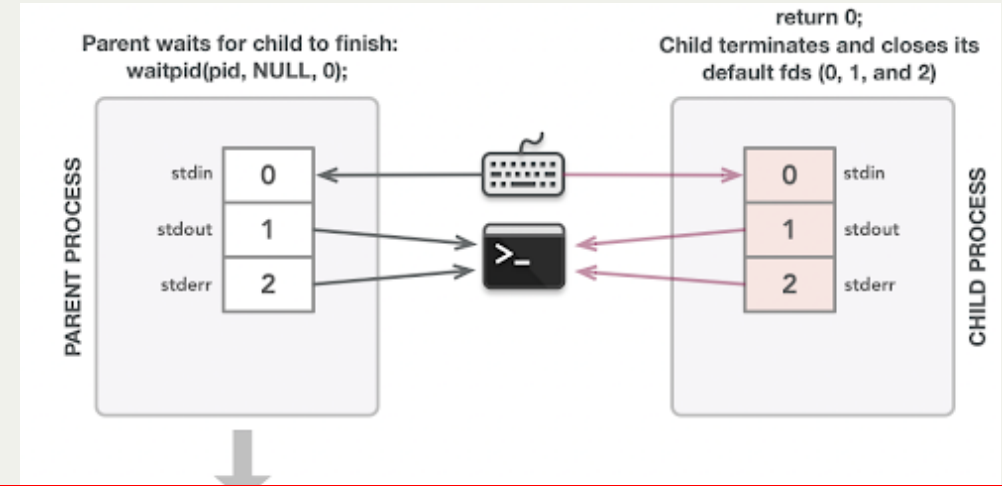 Parent waits for child to finish:
waitpid(pid, NULL, 0);
return 0;
Child terminates and closes its
default fds (0, 1, and 2)
PARENT PROCESS
stdin 0
stdout 1
stderr 2
>_
0 stdin
1 stdout
2 stderr
CHILD PROCESS